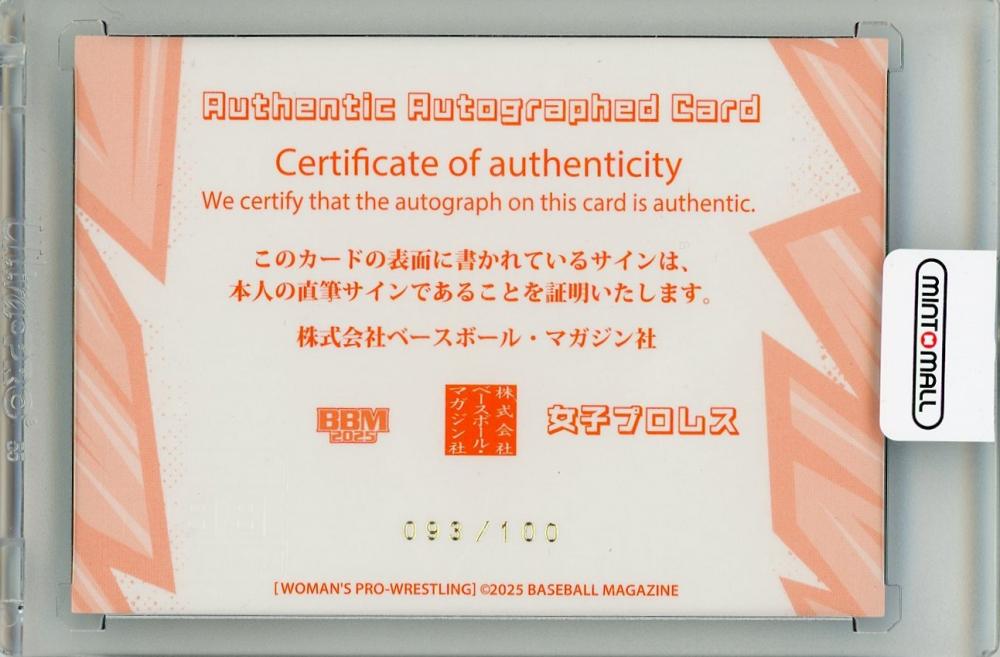 Authentic Autographed Card
Certificate of authenticity
We certify that the autograph on this card is authentic.
このカードの表面に書かれているサインは、
本人の直筆サインであることを証明いたします。
株式会社ベースボール・マガジン社
BBM
2025
株式会社
ベースボール・
マガジン社
女子プロレス
093/100
[WOMAN'S PRO-WRESTLING] ©2025 BASEBALL MAGAZINE
MINTOMALL